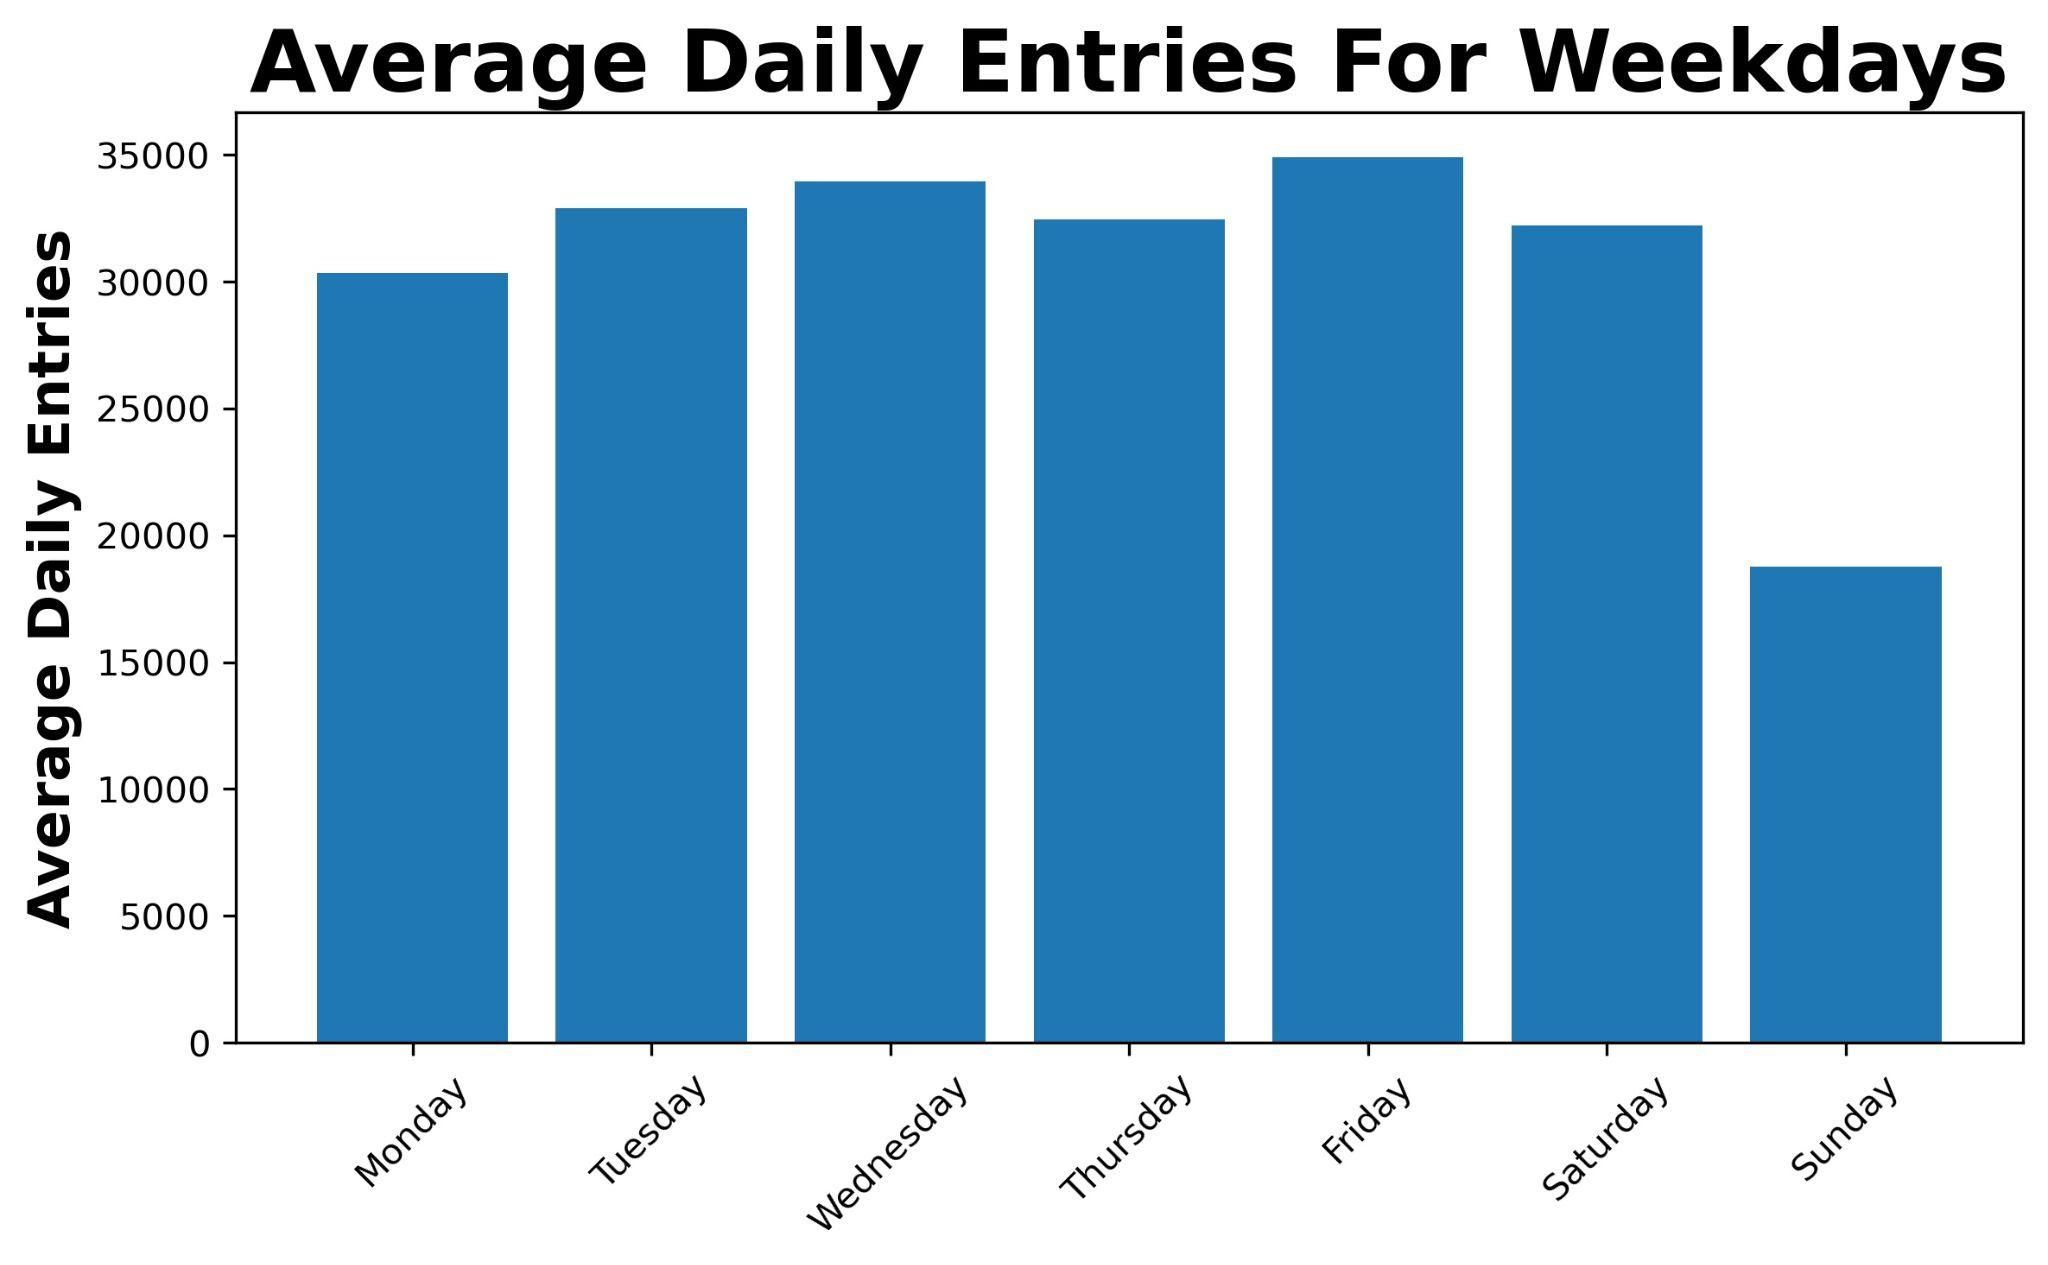 Average Daily Entries For Weekdays
Average Daily Entries
35000
30000
25000
20000
15000
10000
5000
0
Monday
Tuesday
Wednesday
Thursday
Friday
Saturday
Sunday